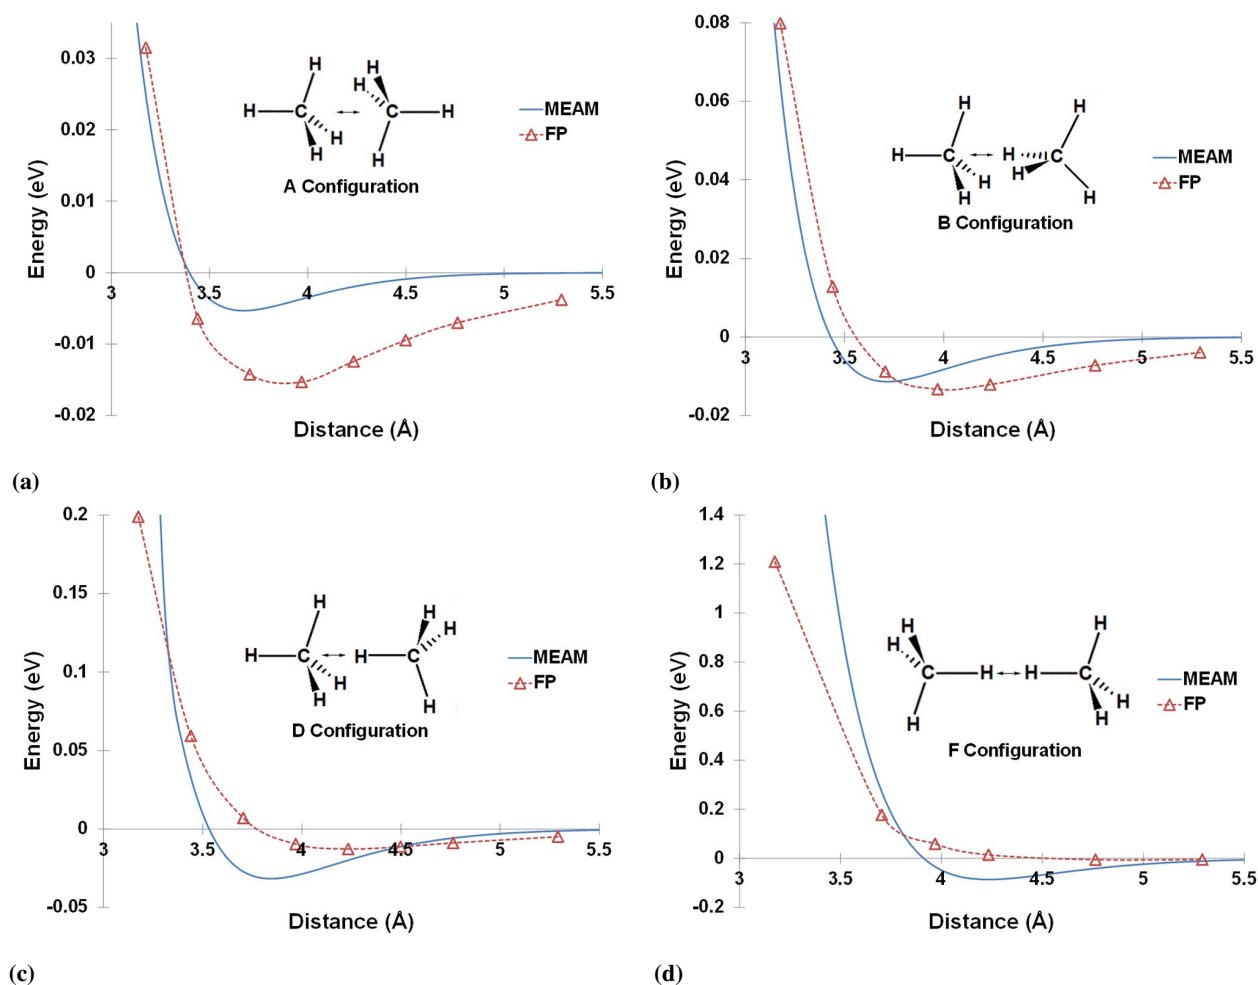 0.03
0.02
0.01
0
-0.01
-0.02
3
3.5
4
4.5
5
5.5
Energy (eV)
Distance (Å)
H
H
H
C
C
H
H
H
H
H
A Configuration
MEAM
FP
(a)
0.08
0.06
0.04
0.02
0
-0.02
3
3.5
4
4.5
5
5.5
Energy (eV)
Distance (Å)
H
H
H
C
H
C
H
H
H
H
B Configuration
MEAM
FP
(b)
0.2
0.15
0.1
0.05
0
-0.05
3
3.5
4
4.5
5
5.5
Energy (eV)
Distance (Å)
H
H
H
H
C
H
C
H
H
H
D Configuration
MEAM
FP
(c)
1.4
1.2
1
0.8
0.6
0.4
0.2
0
-0.2
3
3.5
4
4.5
5
5.5
Energy (eV)
Distance (Å)
H
H
H
C
H
H
C
H
H
H
F Configuration
MEAM
FP
(d)